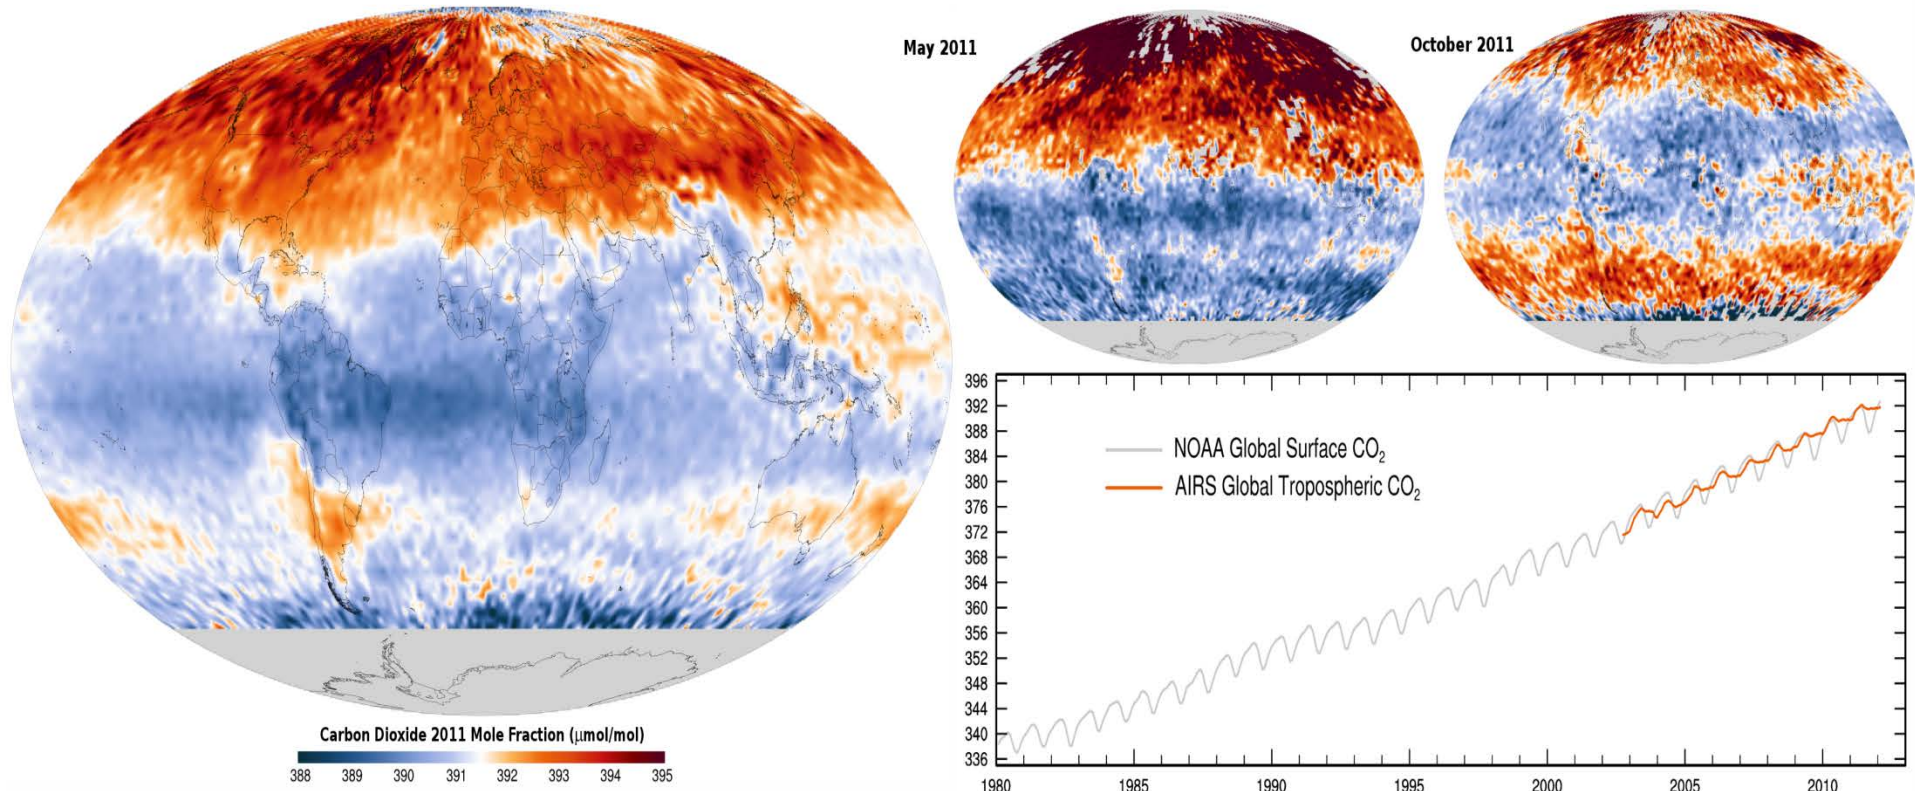 May 2011
October 2011
Carbon Dioxide 2011 Mole Fraction (μmol/mol)
388 389 390 391 392 393 394 395
NOAA Global Surface CO₂
AIRS Global Tropospheric CO₂
396
392
388
384
380
376
372
368
364
360
356
352
348
344
340
336
1980 1985 1990 1995 2000 2005 2010